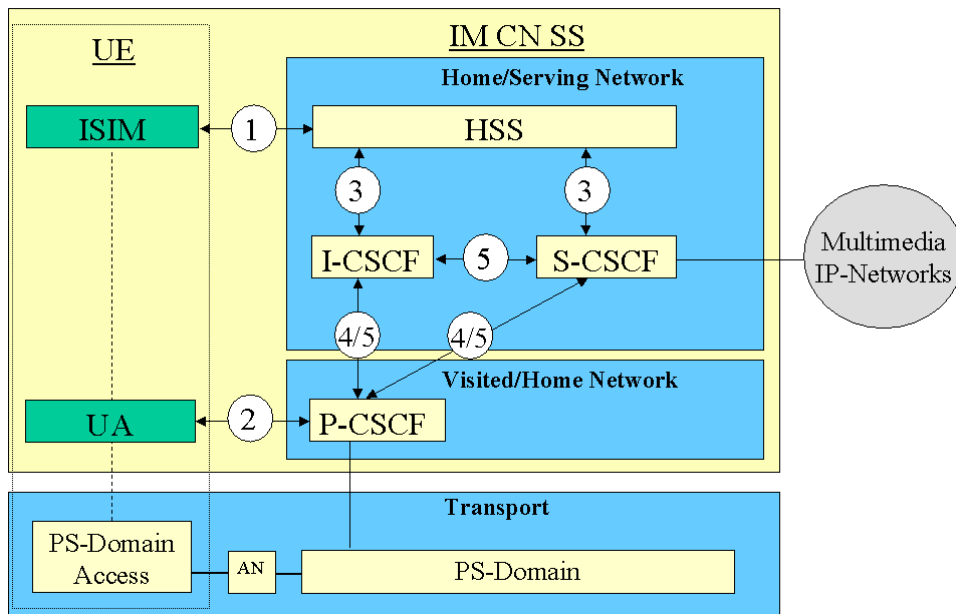 UE
IM CN SS
Home/Serving Network
ISIM
1
HSS
3
3
I-CSCF
5
S-CSCF
Multimedia
IP-Networks
4/5
4/5
Visited/Home Network
UA
2
P-CSCF
Transport
PS-Domain
Access
AN
PS-Domain